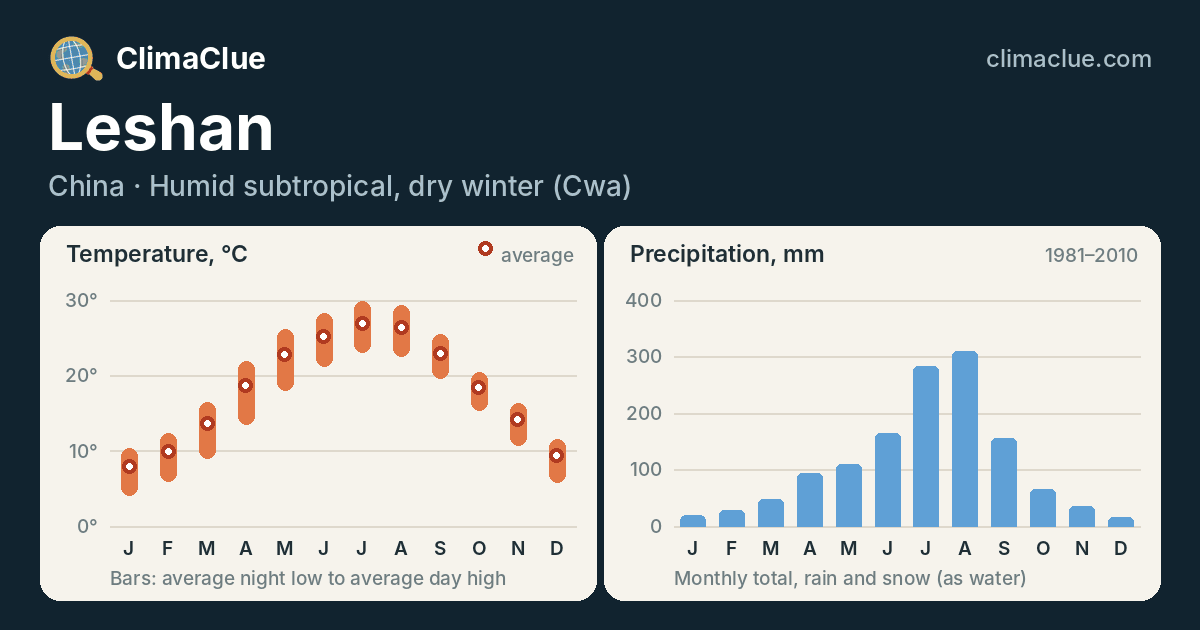 ClimaClue
climaclue.com
Leshan
China · Humid subtropical, dry winter (Cwa)
Temperature, °C
average
30°
20°
10°
0°
J F M A M J J A S O N D
Bars: average night low to average day high
Precipitation, mm
1981–2010
400
300
200
100
0
J F M A M J J A S O N D
Monthly total, rain and snow (as water)